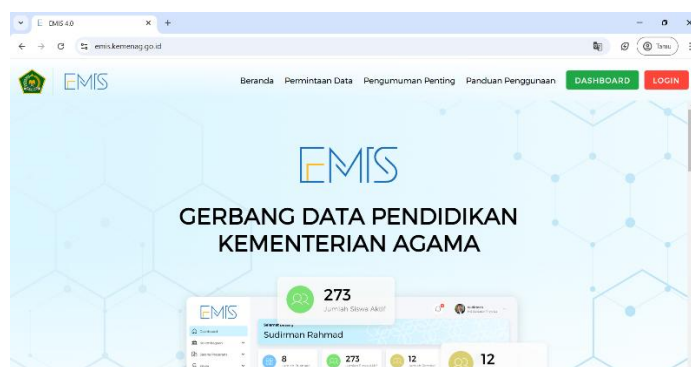 EMIS 4.0
emis.kemenag.go.id
Tamu
EMIS
Beranda Permintaan Data Pengumuman Penting Panduan Penggunaan DASHBOARD LOGIN
EMIS
GERBANG DATA PENDIDIKAN
KEMENTERIAN AGAMA
273
Jumlah Siswa Aktif
EMIS
Dashboard
Sudirman Rahmad
8
273
12
12